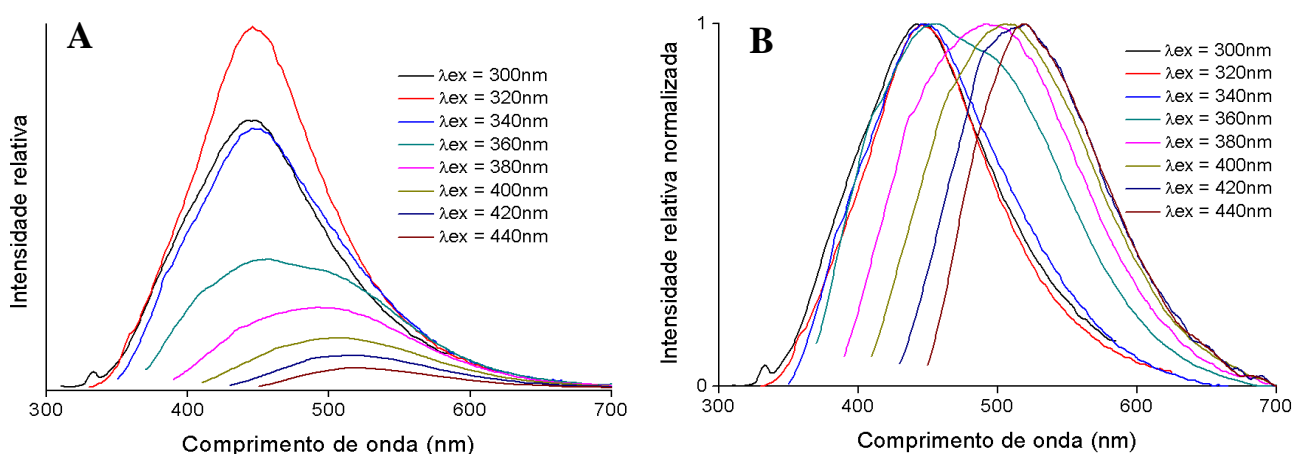 A
Intensidade relativa
λex = 300nm
λex = 320nm
λex = 340nm
λex = 360nm
λex = 380nm
λex = 400nm
λex = 420nm
λex = 440nm
300
400
500
600
700
Comprimento de onda (nm)
B
Intensidade relativa normalizada
1
0
λex = 300nm
λex = 320nm
λex = 340nm
λex = 360nm
λex = 380nm
λex = 400nm
λex = 420nm
λex = 440nm
300
400
500
600
700
Comprimento de onda (nm)